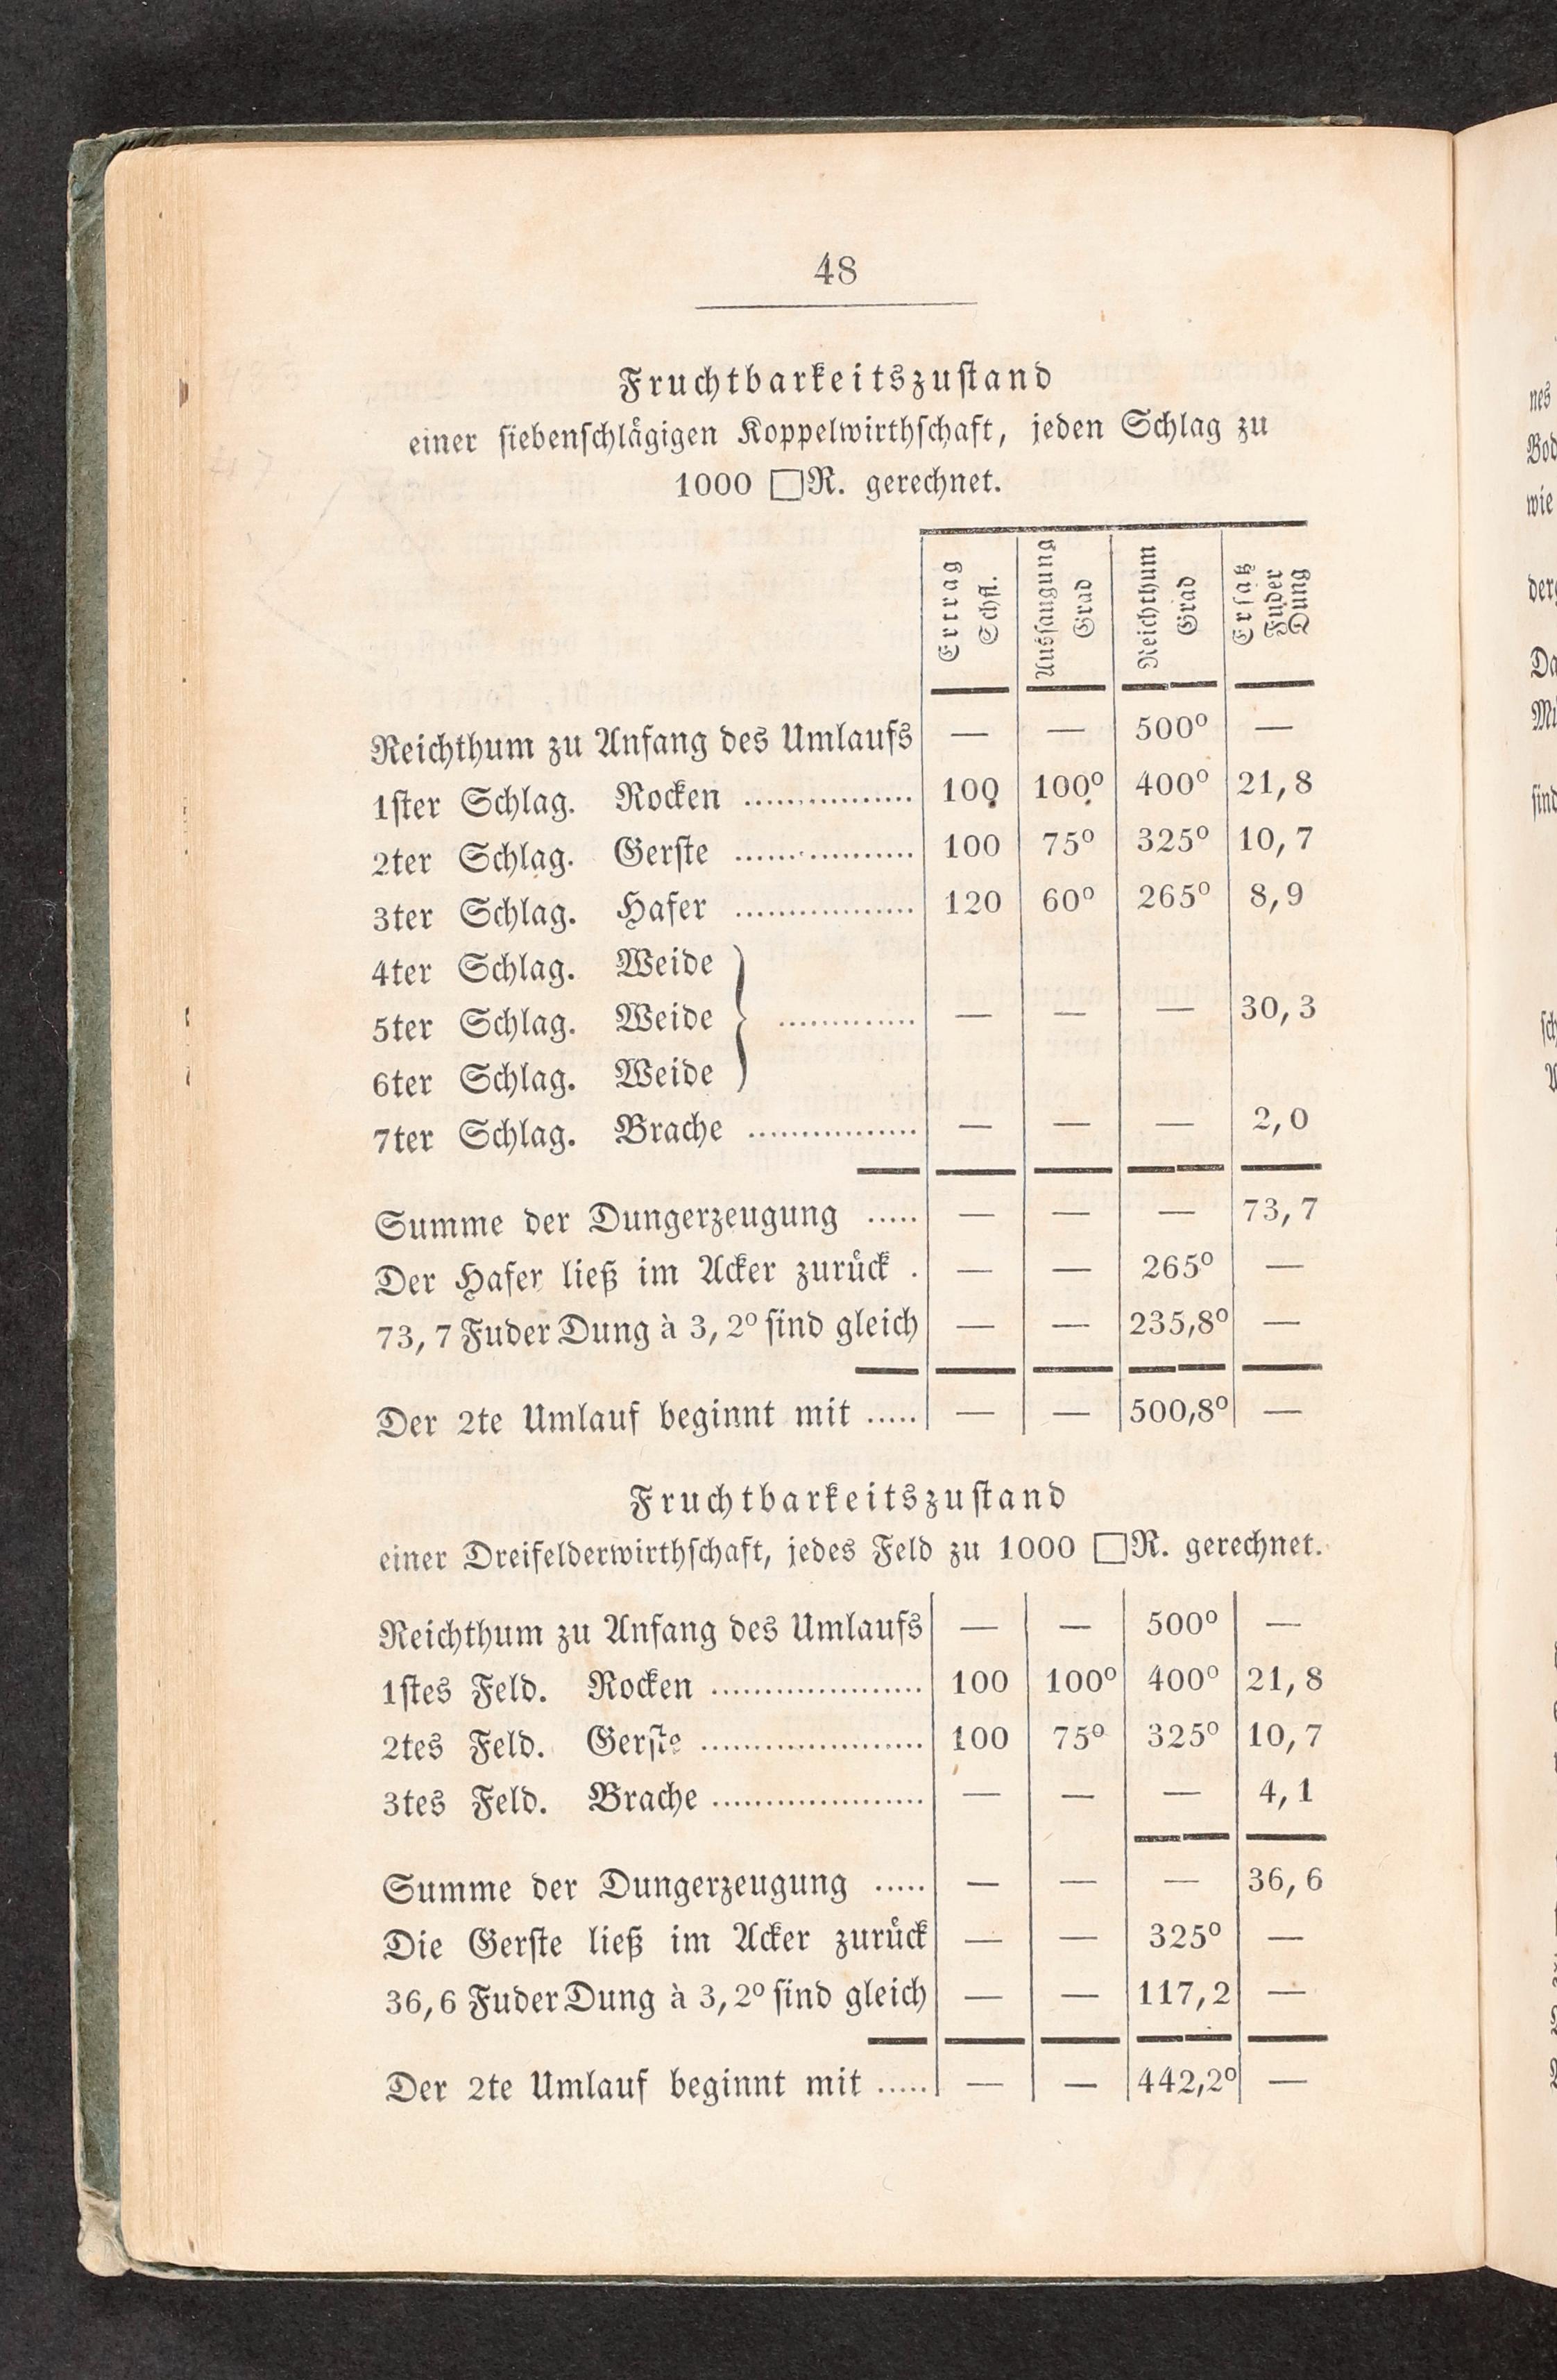 48
Fruchtbarkeitszustand
einer siebenschlägigen Koppelwirthschaft, jeden Schlag zu
1000 □R. gerechnet.
Ertrag Schfl. Aussaugung Grad Reichthum Grad Ersatz Fuder Dung
Reichthum zu Anfang des Umlaufs — — 500° —
1ster Schlag. Rocken ................ 100 100° 400° 21,8
2ter Schlag. Gerste ................. 100 75° 325° 10,7
3ter Schlag. Hafer ................. 120 60° 265° 8,9
4ter Schlag. Weide
5ter Schlag. Weide } ............. — — — 30,3
6ter Schlag. Weide
7ter Schlag. Brache ................ — — — 2,0
Summe der Dungerzeugung ..... — — — 73,7
Der Hafer ließ im Acker zurück . — — 265° —
73,7 Fuder Dung à 3,2° sind gleich — — 235,8° —
Der 2te Umlauf beginnt mit ..... — — 500,8° —
Fruchtbarkeitszustand
einer Dreifelderwirthschaft, jedes Feld zu 1000 □R. gerechnet.
Reichthum zu Anfang des Umlaufs — — 500° —
1stes Feld. Rocken .................... 100 100° 400° 21,8
2tes Feld. Gerste ..................... 100 75° 325° 10,7
3tes Feld. Brache .................... — — — 4,1
Summe der Dungerzeugung ..... — — — 36,6
Die Gerste ließ im Acker zurück — — 325° —
36,6 Fuder Dung à 3,2° sind gleich — — 117,2 —
Der 2te Umlauf beginnt mit ..... — — 442,2° —
nes
wie